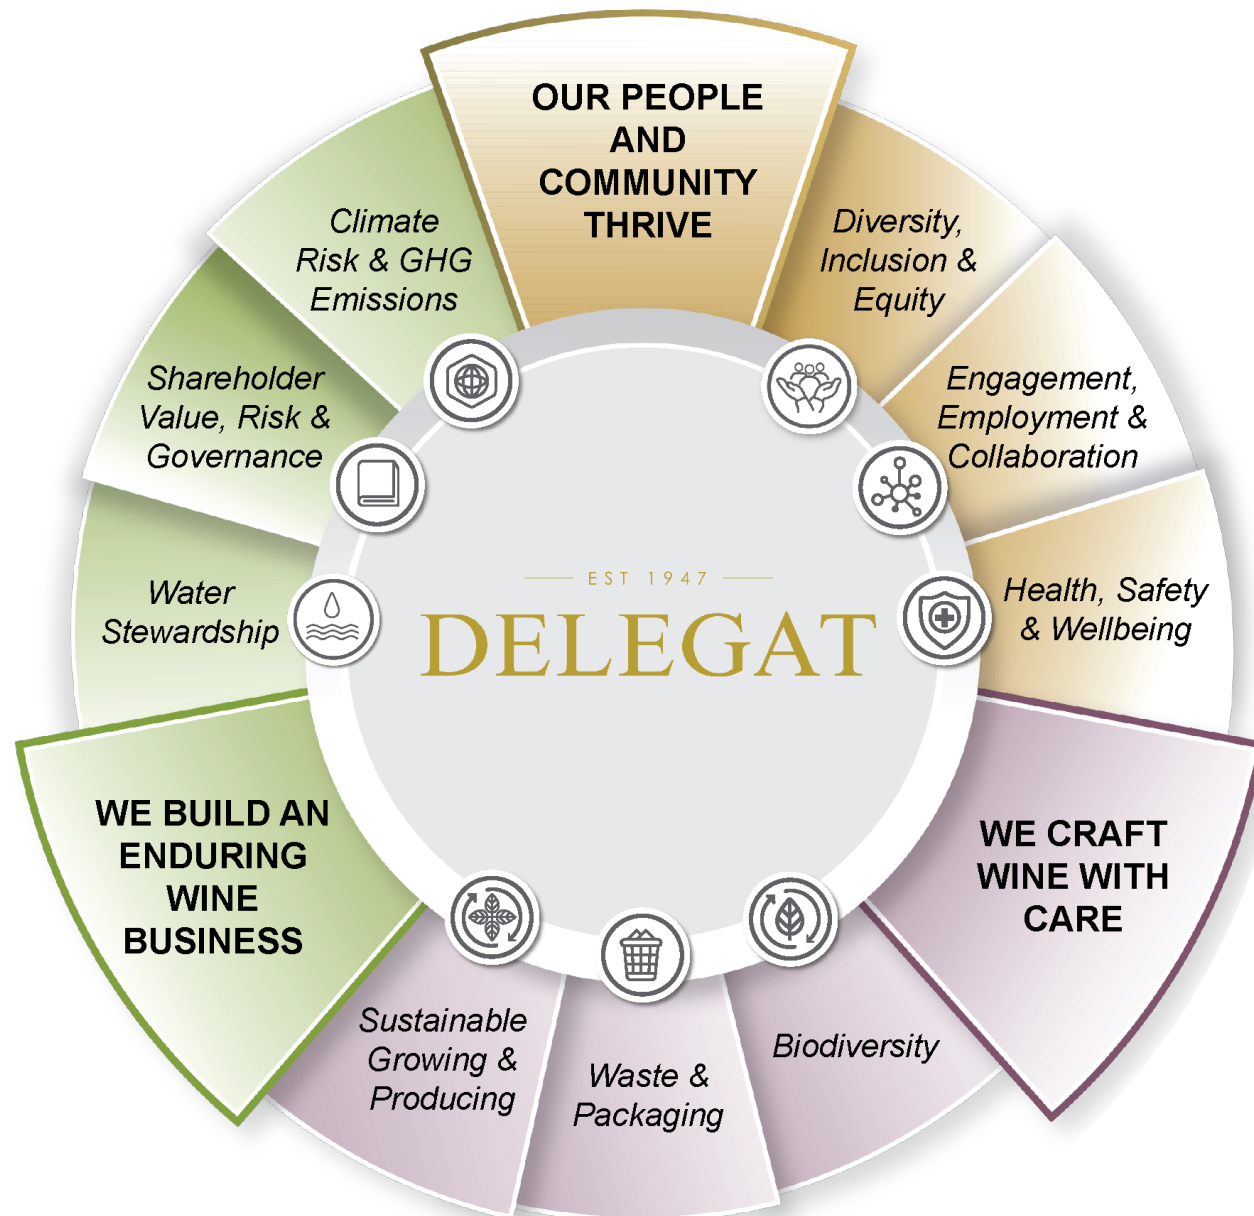 OUR PEOPLE
AND
COMMUNITY
THRIVE
Diversity,
Inclusion &
Equity
Engagement,
Employment &
Collaboration
Health, Safety
& Wellbeing
WE CRAFT
WINE WITH
CARE
Biodiversity
Waste &
Packaging
Sustainable
Growing &
Producing
WE BUILD AN
ENDURING
WINE
BUSINESS
Water
Stewardship
Shareholder
Value, Risk &
Governance
Climate
Risk & GHG
Emissions
EST 1947
DELEGAT